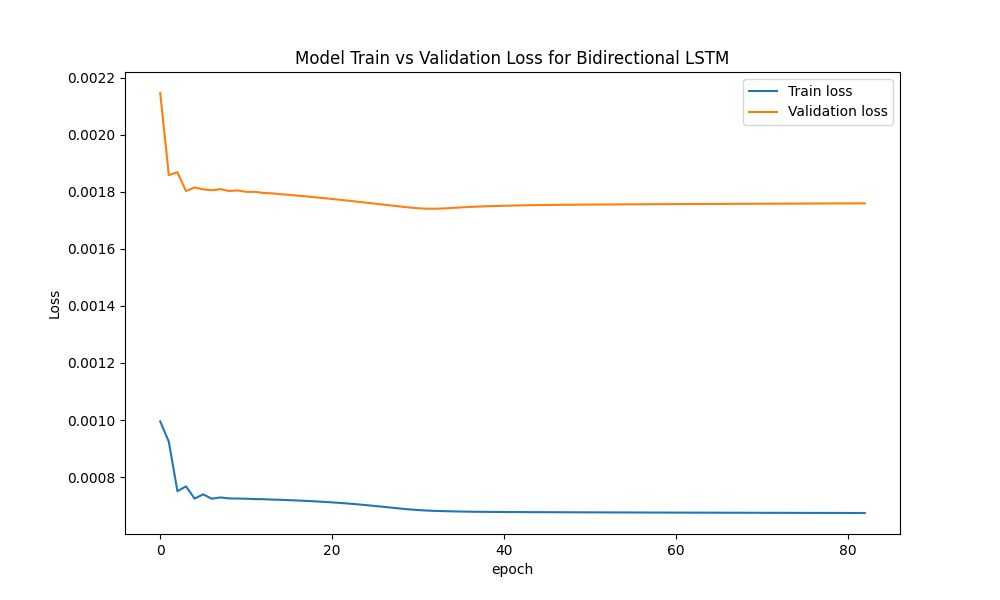 Model Train vs Validation Loss for Bidirectional LSTM
Train loss
Validation loss
0.0022
0.0020
0.0018
0.0016
0.0014
0.0012
0.0010
0.0008
Loss
0
20
40
60
80
epoch